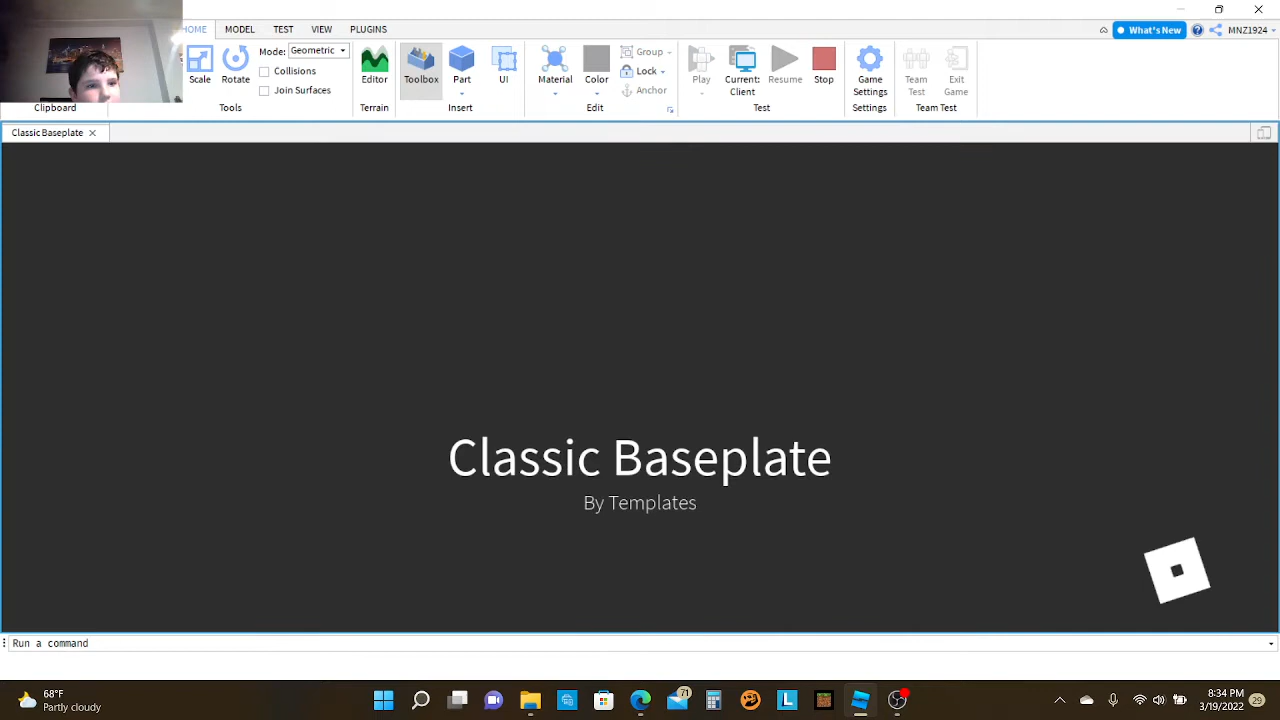 HOME MODEL TEST VIEW PLUGINS What's New MNZ1924
Mode: Geometric
Collisions
Join Surfaces
Scale Rotate Editor Toolbox Part UI Material Color
Group
Lock
Anchor
Play Current: Client Resume Stop Game Settings Team Test Exit Game
Clipboard Tools Terrain Insert Edit Test Settings Team Test
Classic Baseplate
Classic Baseplate
By Templates
Run a command
68°F
Partly cloudy
71
8:34 PM
3/19/2022
29